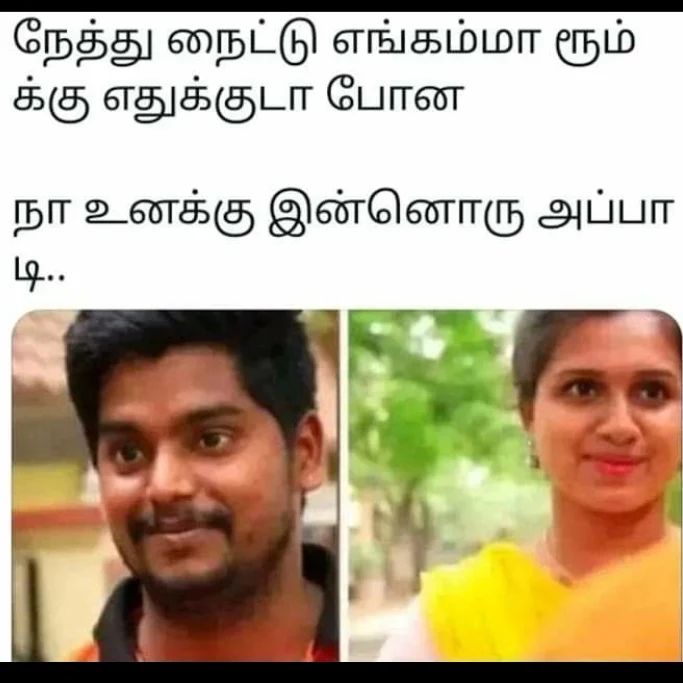 நேத்து நைட்டு எங்கம்மா ரூம்
க்கு எதுக்குடா போன
நா உனக்கு இன்னொரு அப்பா
டி..